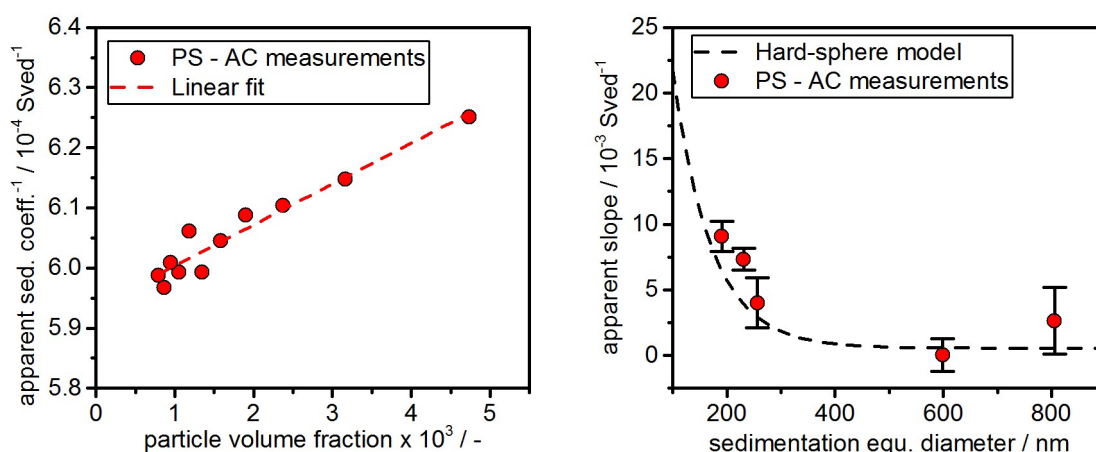 6.4
6.3
6.2
6.1
6.0
5.9
5.8
apparent sed. coeff.⁻¹ / 10⁻⁴ Sved⁻¹
PS - AC measurements
Linear fit
0 1 2 3 4 5
particle volume fraction x 10³ / -
25
20
15
10
5
0
apparent slope / 10⁻³ Sved⁻¹
Hard-sphere model
PS - AC measurements
200 400 600 800
sedimentation equ. diameter / nm